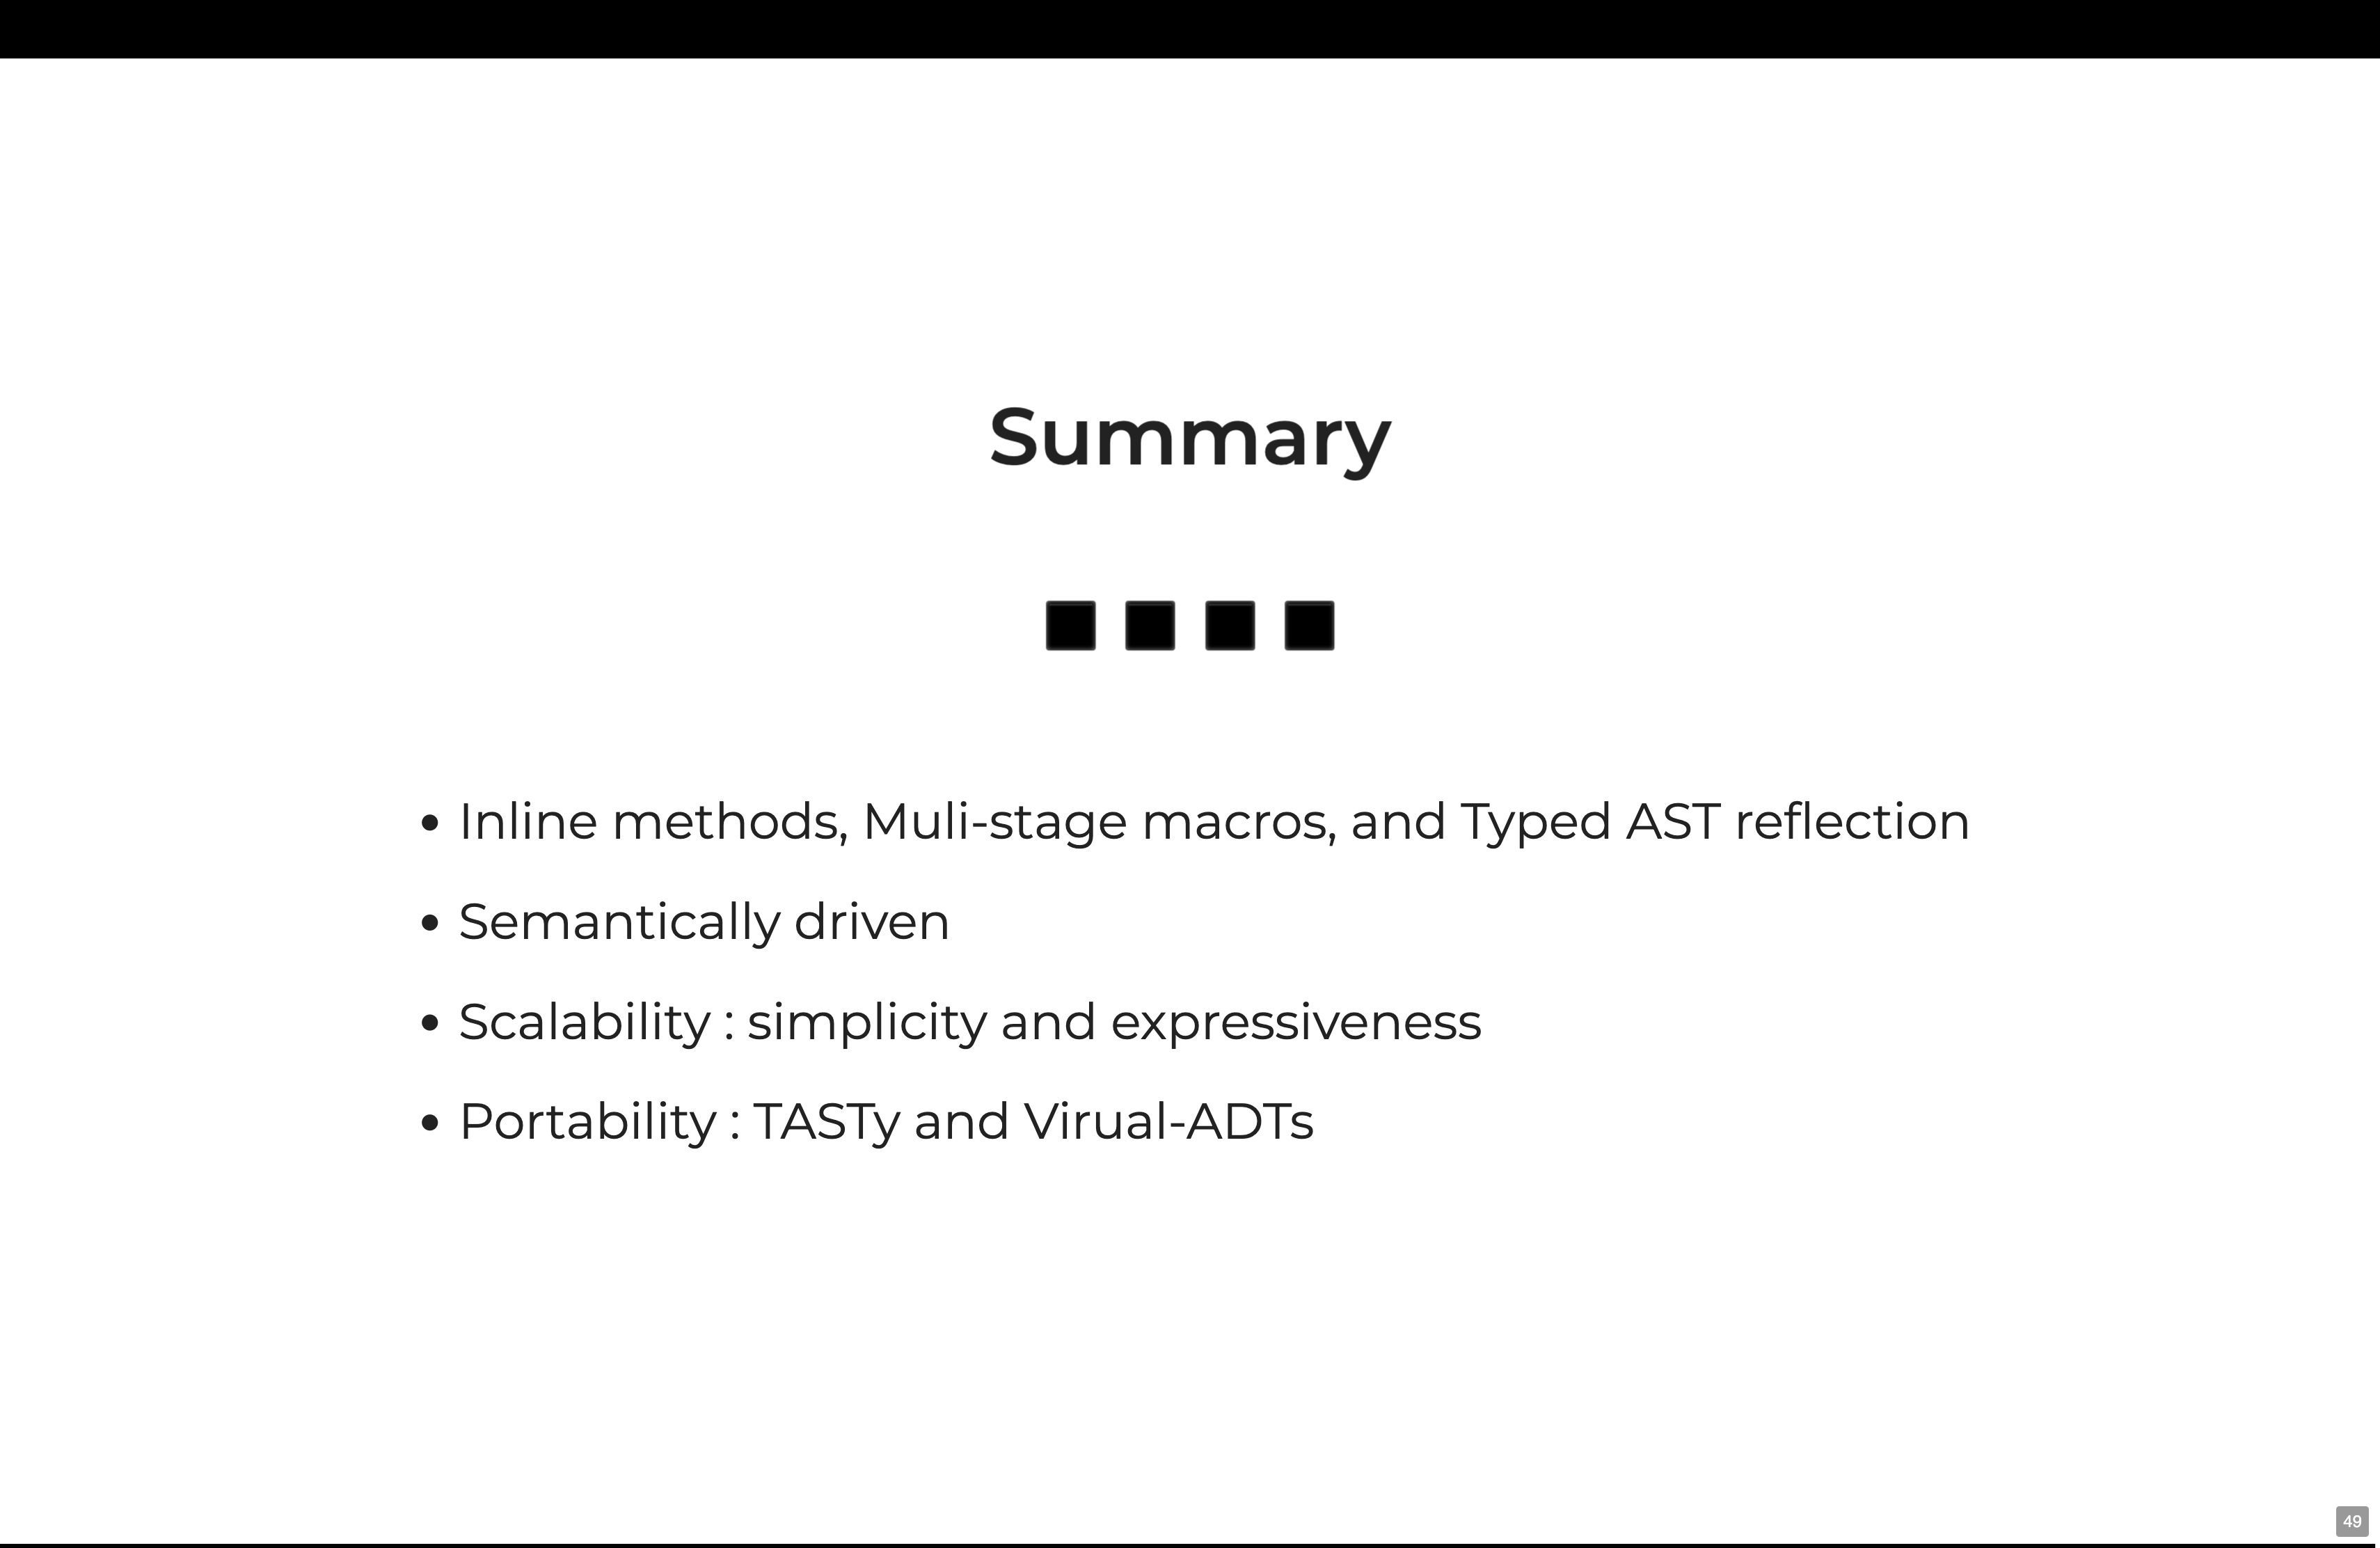 Summary
◼ ◼ ◼ ◼
• Inline methods, Muli-stage macros, and Typed AST reflection
• Semantically driven
• Scalability : simplicity and expressiveness
• Portability : TASTy and Virual-ADTs
49